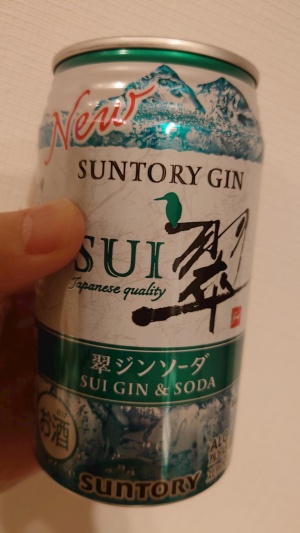 New
SUNTORY GIN
SUI 翠
Japanese quality
翠ジンソーダ
SUI GIN & SODA
お酒
SUNTORY